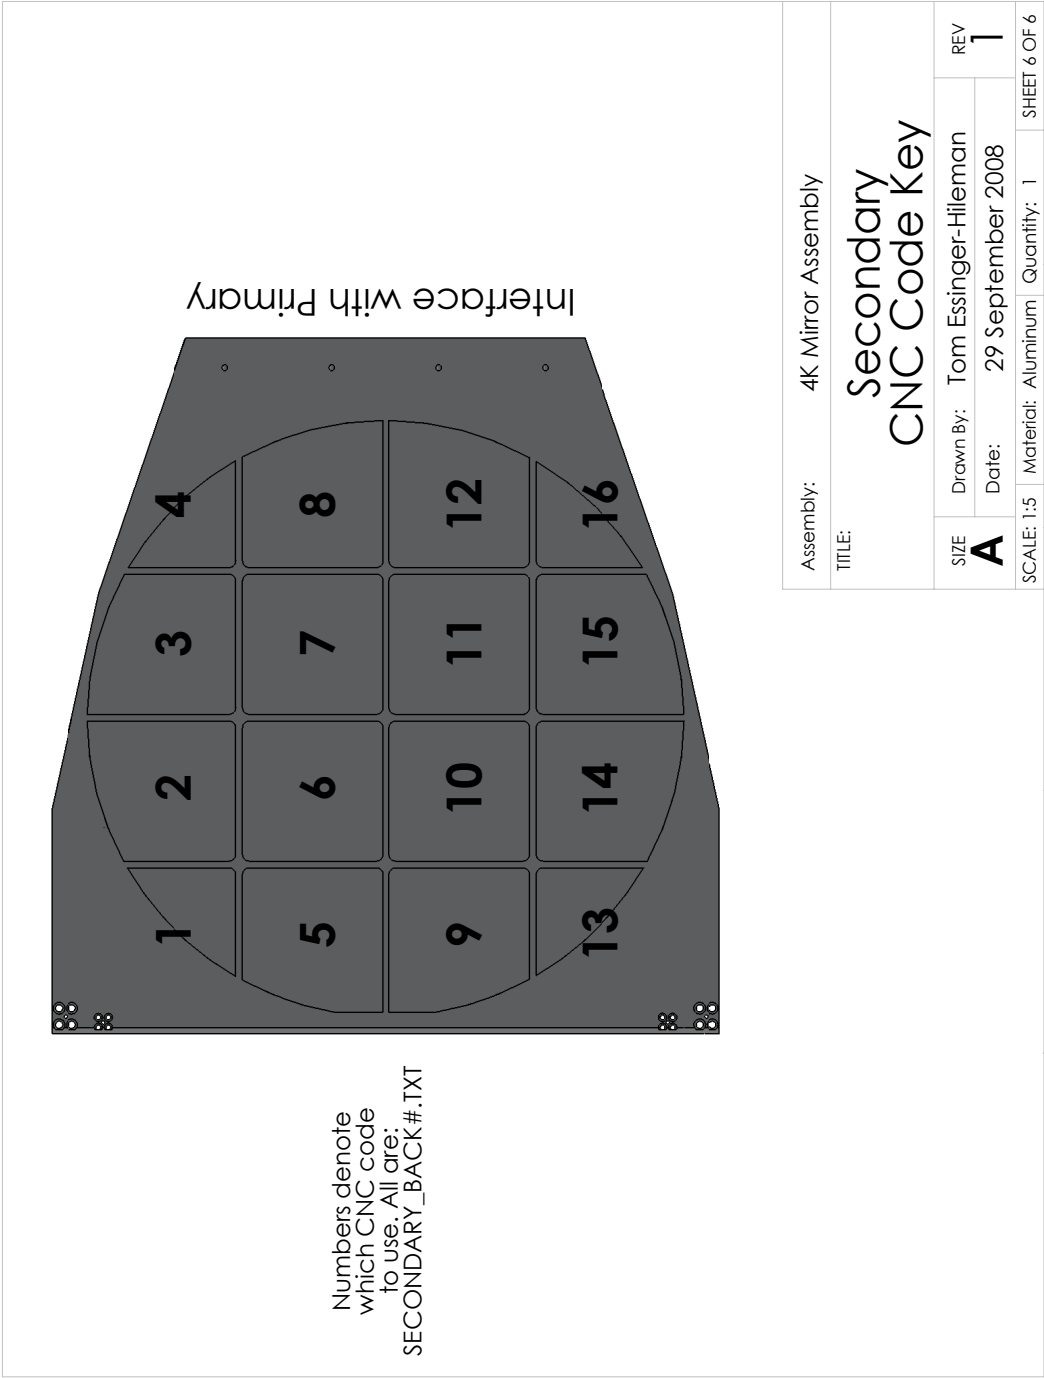 Numbers denote
which CNC code
to use. All are:
SECONDARY_BACK#.TXT
1 2 3 4
5 6 7 8
9 10 11 12
13 14 15 16
Interface with Primary
Assembly: 4K Mirror Assembly
TITLE:
Secondary
CNC Code Key
SIZE
A
Drawn By: Tom Essinger-Hileman
Date: 29 September 2008
REV
1
SCALE: 1:5 Material: Aluminum Quantity: 1 SHEET 6 OF 6